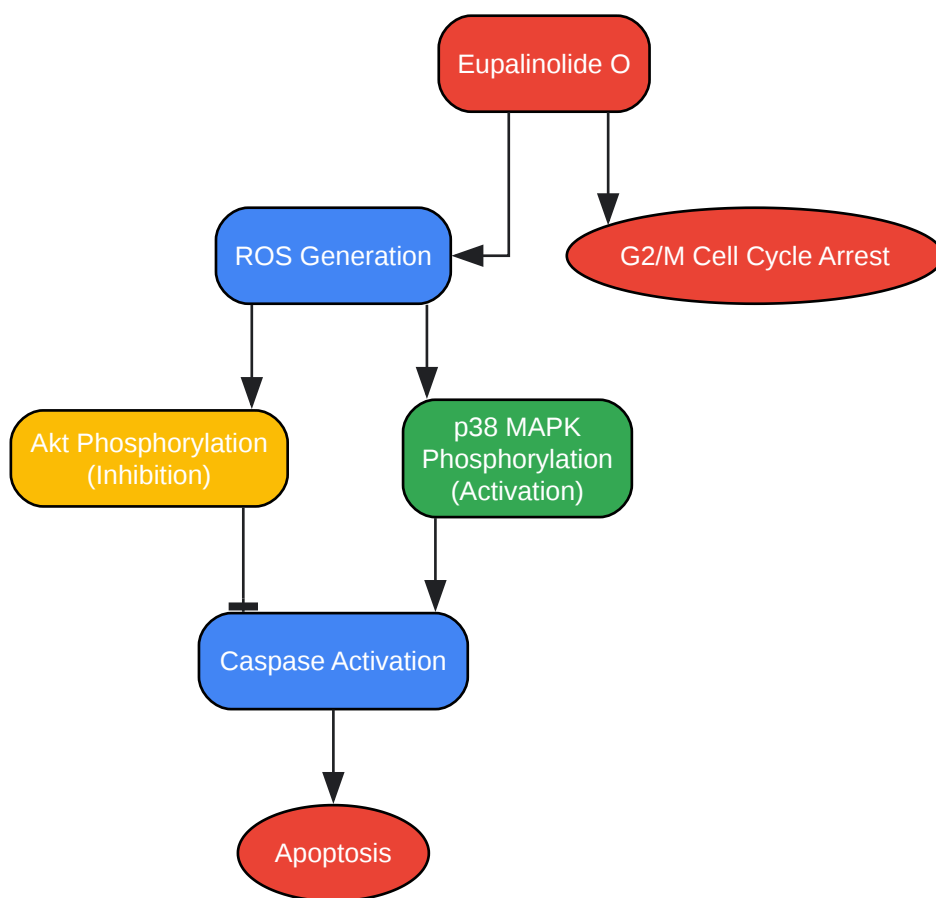 Eupalinolide O
ROS Generation
G2/M Cell Cycle Arrest
Akt Phosphorylation
(Inhibition)
p38 MAPK
Phosphorylation
(Activation)
Caspase Activation
Apoptosis